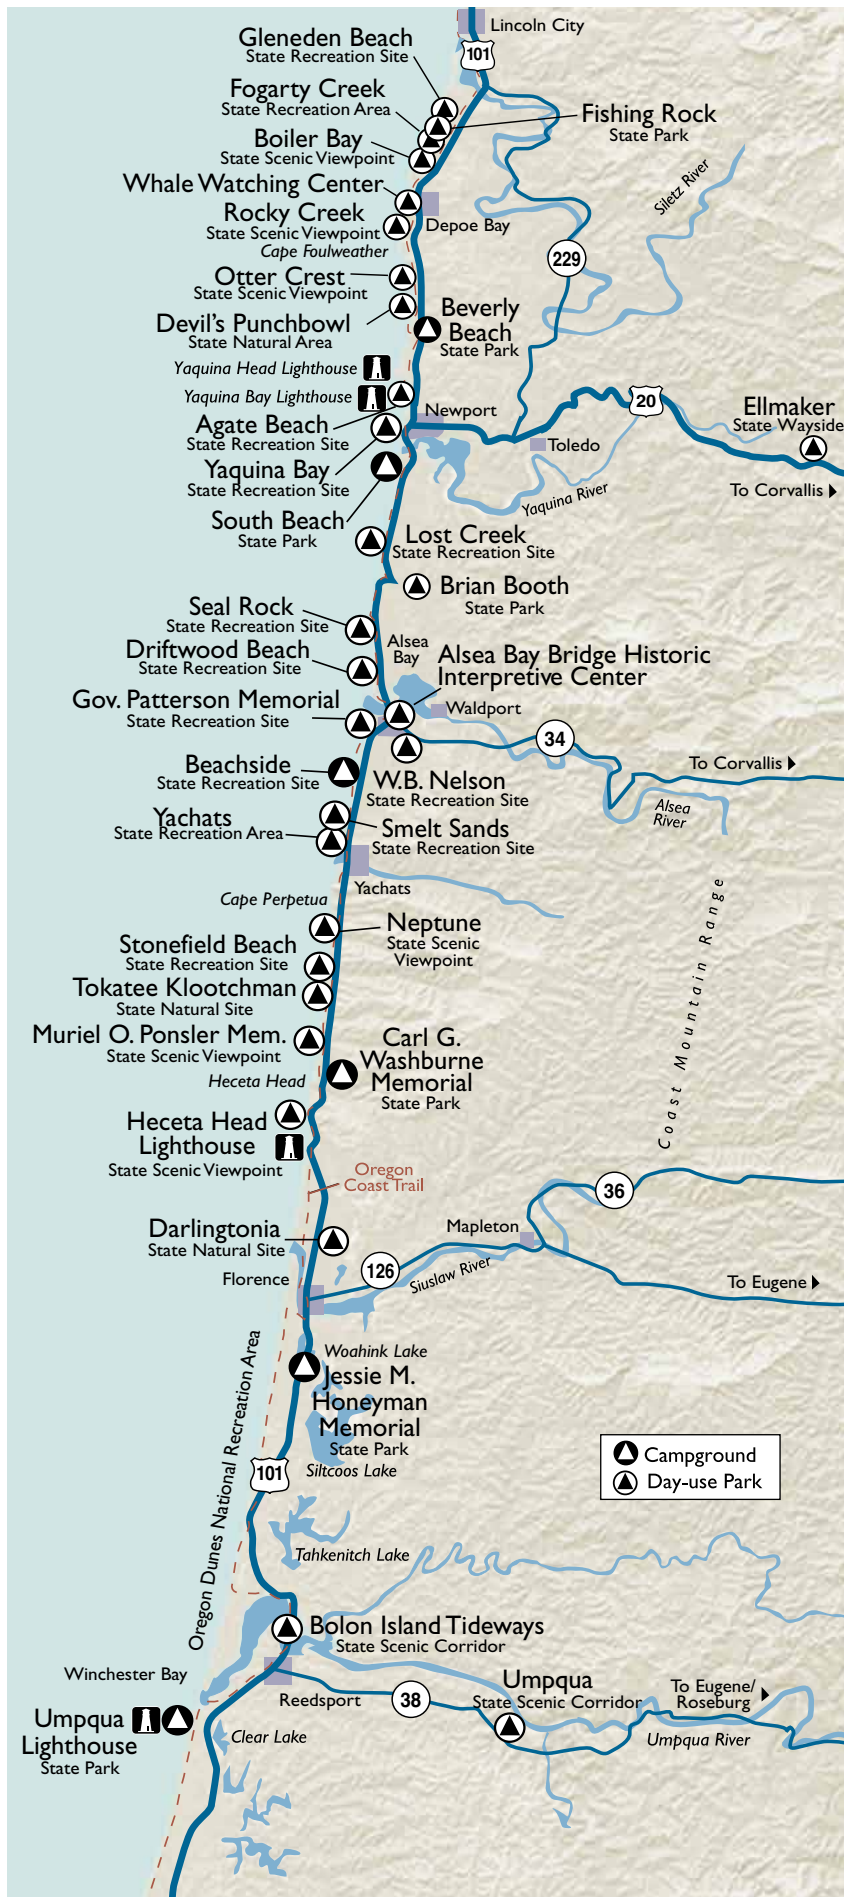 Lincoln City
Gleneden Beach
State Recreation Site
101
Fogarty Creek
State Recreation Area
Fishing Rock
State Park
Boiler Bay
State Scenic Viewpoint
Whale Watching Center
Siletz River
Rocky Creek
State Scenic Viewpoint
Depoe Bay
Cape Foulweather
229
Otter Crest
State Scenic Viewpoint
Devil's Punchbowl
State Natural Area
Beverly
Beach
State Park
Yaquina Head Lighthouse
Yaquina Bay Lighthouse
Newport
20
Ellmaker
State Wayside
Agate Beach
State Recreation Site
Toledo
Yaquina Bay
State Recreation Site
Yaquina River
To Corvallis
South Beach
State Park
Lost Creek
State Recreation Site
Brian Booth
State Park
Seal Rock
State Recreation Site
Driftwood Beach
State Recreation Site
Alsea
Bay
Alsea Bay Bridge Historic
Interpretive Center
Gov. Patterson Memorial
State Recreation Site
Waldport
34
Beachside
State Recreation Site
To Corvallis
W.B. Nelson
State Recreation Site
Yachats
State Recreation Area
Smelt Sands
State Recreation Site
Alsea
River
Yachats
Cape Perpetua
Neptune
State Scenic
Viewpoint
Stonefield Beach
State Recreation Site
Tokatee Klootchman
State Natural Site
Coast Mountain Range
Muriel O. Ponsler Mem.
State Scenic Viewpoint
Carl G.
Washburne
Memorial
State Park
Heceta Head
Heceta Head
Lighthouse
State Scenic Viewpoint
Oregon
Coast Trail
36
Darlingtonia
State Natural Site
Mapleton
126
Florence
Siuslaw River
To Eugene
Oregon Dunes National Recreation Area
Woahink Lake
Jessie M.
Honeyman
Memorial
State Park
Siltcoos Lake
101
Campground
Day-use Park
Tahkenitch Lake
Bolon Island Tideways
State Scenic Corridor
Winchester Bay
Reedsport
38
Umpqua
State Scenic Corridor
To Eugene/
Roseburg
Umpqua
Lighthouse
State Park
Clear Lake
Umpqua River